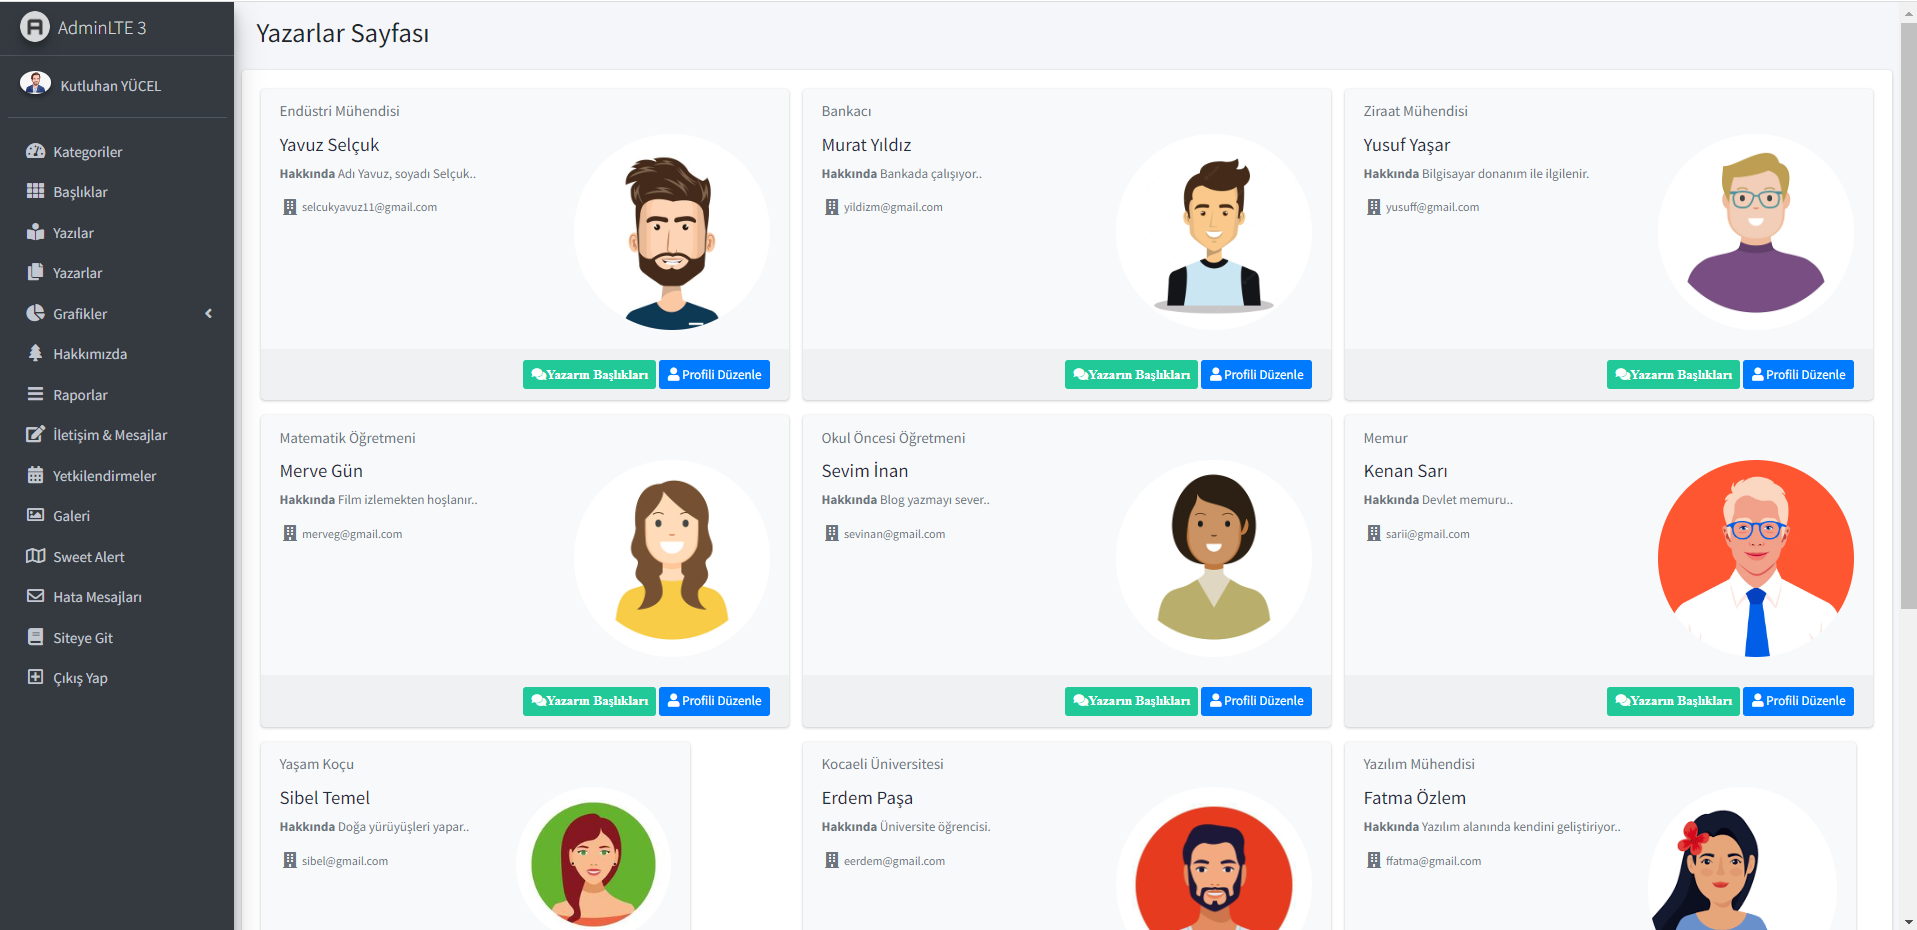 AdminLTE 3
Kutluhan YÜCEL
Kategoriler
Başlıklar
Yazılar
Yazarlar
Grafikler
Hakkımızda
Raporlar
İletişim & Mesajlar
Yetkilendirmeler
Galeri
Sweet Alert
Hata Mesajları
Siteye Git
Çıkış Yap
Yazarlar Sayfası
Endüstri Mühendisi
Yavuz Selçuk
Hakkında Adı Yavuz, soyadı Selçuk..
selcukyavuz11@gmail.com
Yazarın Başlıkları Profili Düzenle
Bankacı
Murat Yıldız
Hakkında Bankada çalışıyor..
yildizm@gmail.com
Yazarın Başlıkları Profili Düzenle
Ziraat Mühendisi
Yusuf Yaşar
Hakkında Bilgisayar donanım ile ilgilenir.
yusuff@gmail.com
Yazarın Başlıkları Profili Düzenle
Matematik Öğretmeni
Merve Gün
Hakkında Film izlemekten hoşlanır..
merveg@gmail.com
Yazarın Başlıkları Profili Düzenle
Okul Öncesi Öğretmeni
Sevim İnan
Hakkında Blog yazmayı sever..
sevinan@gmail.com
Yazarın Başlıkları Profili Düzenle
Memur
Kenan Sarı
Hakkında Devlet memuru..
sarii@gmail.com
Yazarın Başlıkları Profili Düzenle
Yaşam Koçu
Sibel Temel
Hakkında Doğa yürüyüşleri yapar..
sibel@gmail.com
Kocaeli Üniversitesi
Erdem Paşa
Hakkında Üniversite öğrencisi.
eerdem@gmail.com
Yazılım Mühendisi
Fatma Özlem
Hakkında Yazılım alanında kendini geliştiriyor..
ffatma@gmail.com